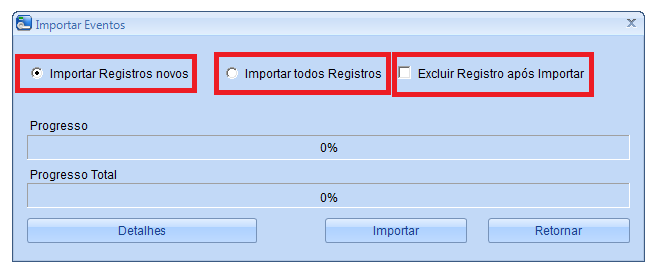 Importar Eventos
Importar Registros novos Importar todos Registros Excluir Registro após Importar
Progresso
0%
Progresso Total
0%
Detalhes Importar Retornar